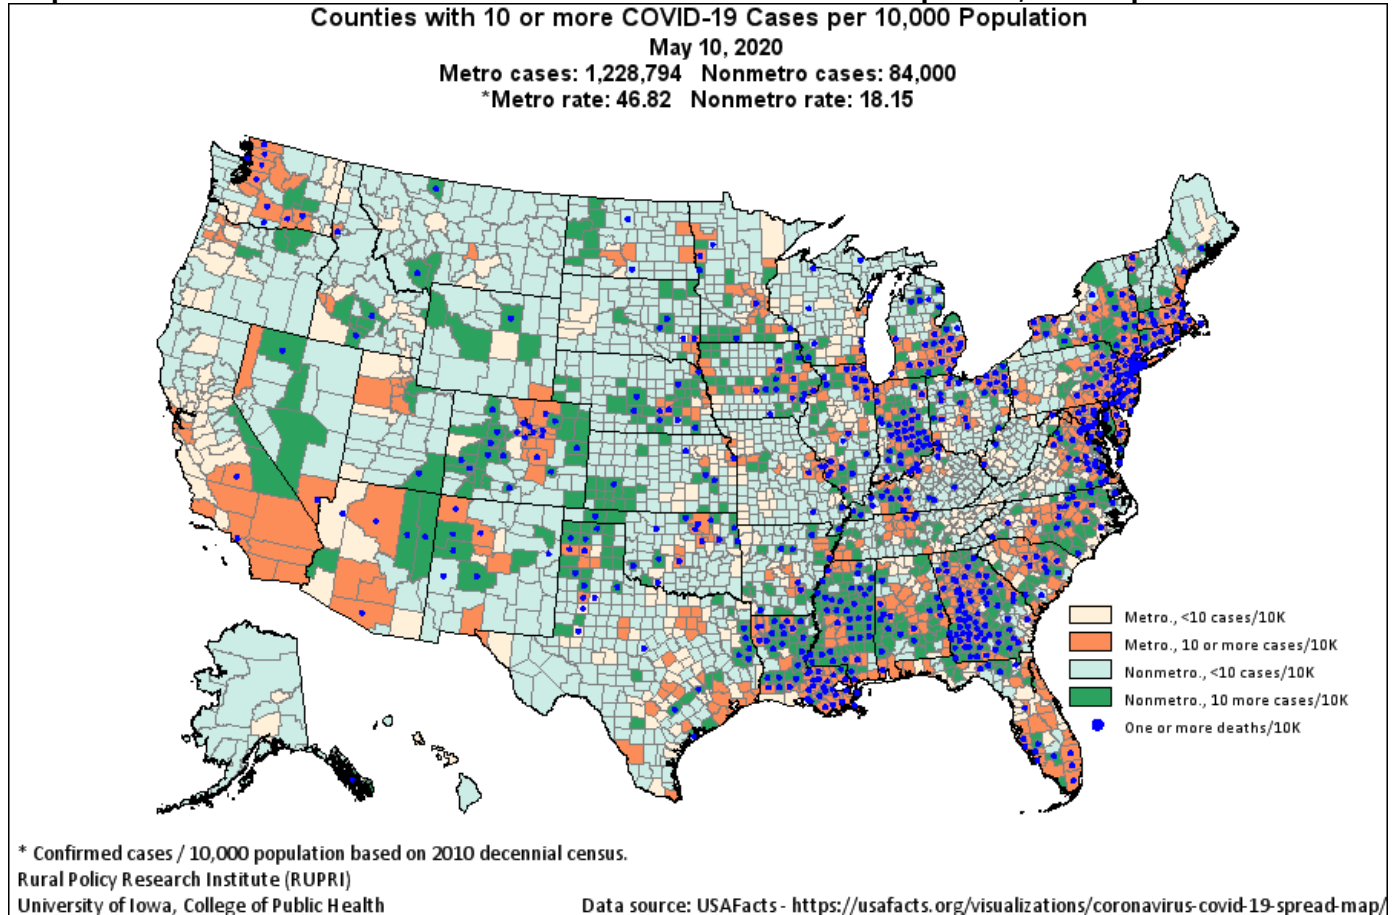 Counties with 10 or more COVID-19 Cases per 10,000 Population
May 10, 2020
Metro cases: 1,228,794 Nonmetro cases: 84,000
*Metro rate: 46.82 Nonmetro rate: 18.15
Metro., <10 cases/10K
Metro., 10 or more cases/10K
Nonmetro., <10 cases/10K
Nonmetro., 10 more cases/10K
One or more deaths/10K
* Confirmed cases / 10,000 population based on 2010 decennial census.
Rural Policy Research Institute (RUPRI)
University of Iowa, College of Public Health
Data source: USAFacts - https://usafacts.org/visualizations/coronavirus-covid-19-spread-map/